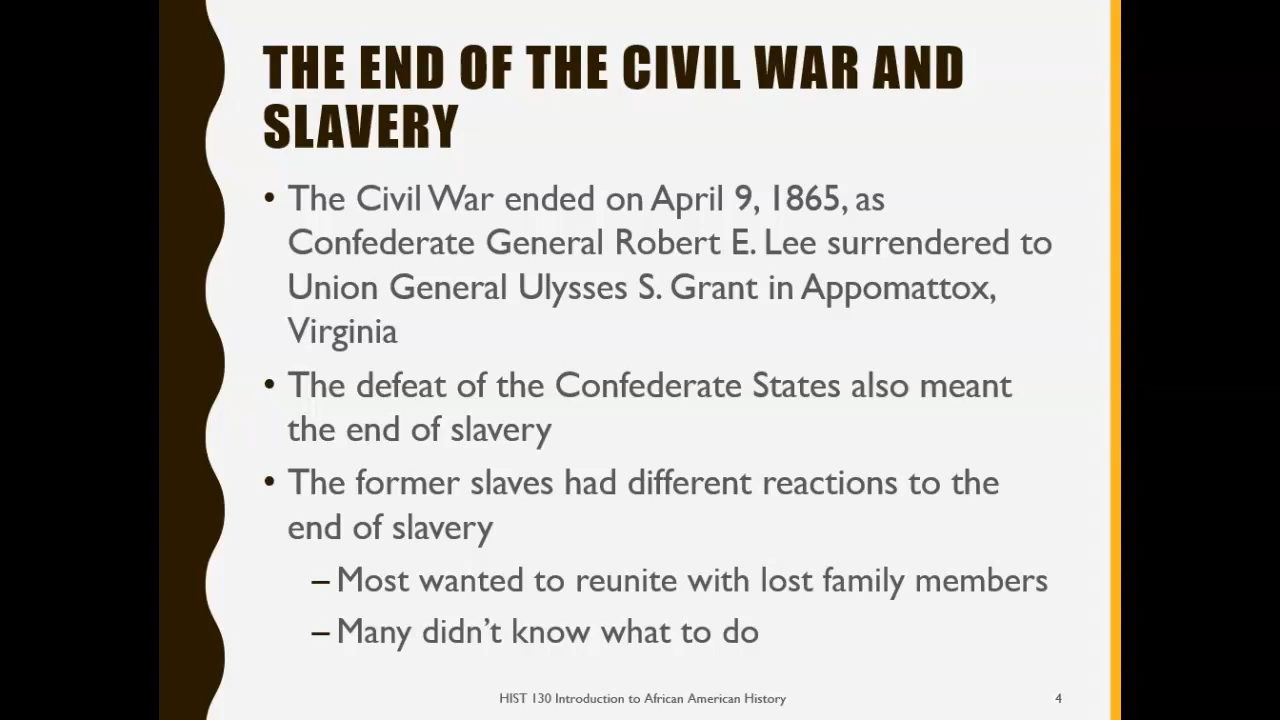 THE END OF THE CIVIL WAR AND
SLAVERY
• The Civil War ended on April 9, 1865, as
Confederate General Robert E. Lee surrendered to
Union General Ulysses S. Grant in Appomattox,
Virginia
• The defeat of the Confederate States also meant
the end of slavery
• The former slaves had different reactions to the
end of slavery
– Most wanted to reunite with lost family members
– Many didn’t know what to do
HIST 130 Introduction to African American History
4